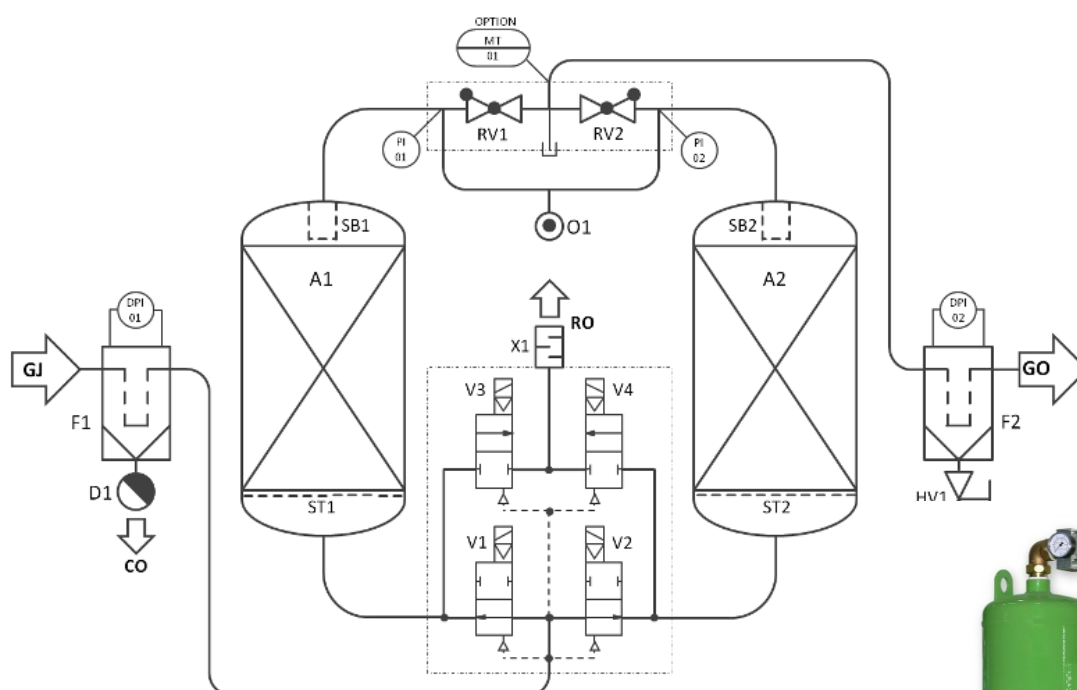 OPTION
MT
01
RV1
RV2
PI
01
PI
02
SB1
O1
SB2
A1
A2
DPI
01
RO
DPI
02
X1
GJ
GO
V3
V4
F1
F2
D1
ST1
ST2
HV1
V1
V2
CO